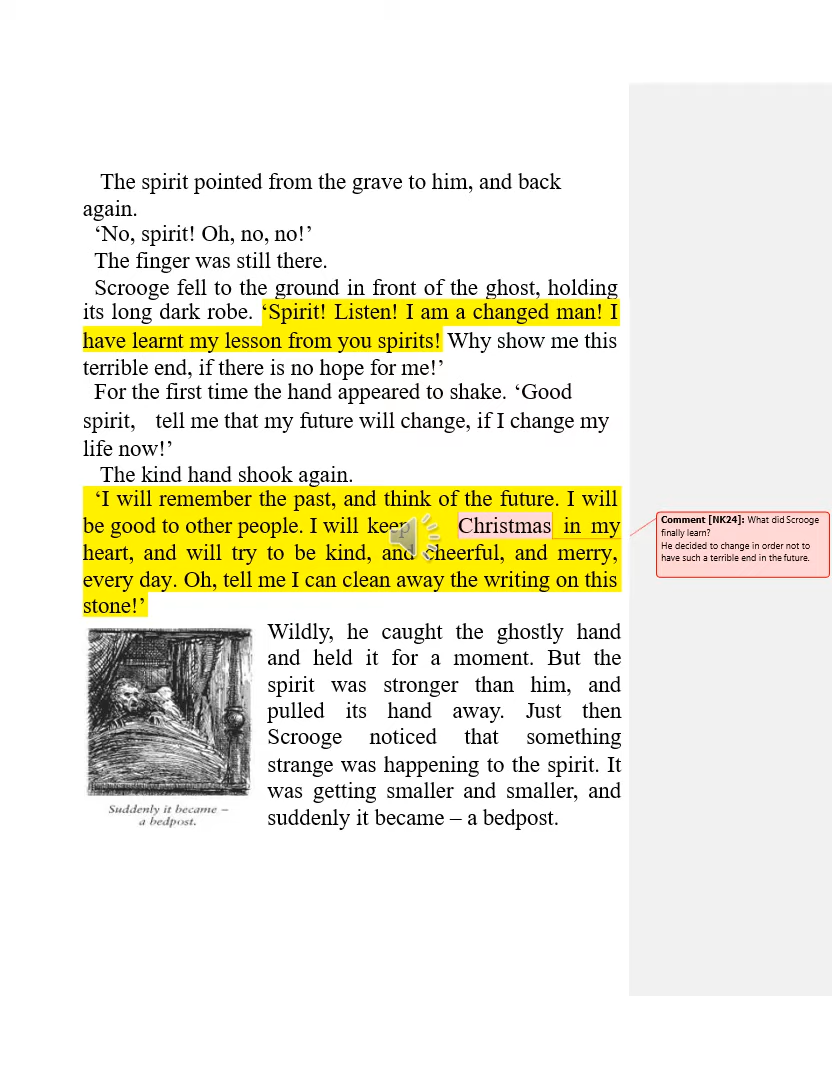 The spirit pointed from the grave to him, and back
again.
‘No, spirit! Oh, no, no!’
The finger was still there.
Scrooge fell to the ground in front of the ghost, holding
its long dark robe. ‘Spirit! Listen! I am a changed man! I
have learnt my lesson from you spirits! Why show me this
terrible end, if there is no hope for me!’
For the first time the hand appeared to shake. ‘Good
spirit, tell me that my future will change, if I change my
life now!’
The kind hand shook again.
‘I will remember the past, and think of the future. I will
be good to other people. I will keep Christmas in my
heart, and will try to be kind, and cheerful, and merry,
every day. Oh, tell me I can clean away the writing on this
stone!’
Comment [NK24]: What did Scrooge
finally learn?
He decided to change in order not to
have such a terrible end in the future.
Wildly, he caught the ghostly hand
and held it for a moment. But the
spirit was stronger than him, and
pulled its hand away. Just then
Scrooge noticed that something
strange was happening to the spirit. It
was getting smaller and smaller, and
suddenly it became – a bedpost.
Suddenly it became –
a bedpost.